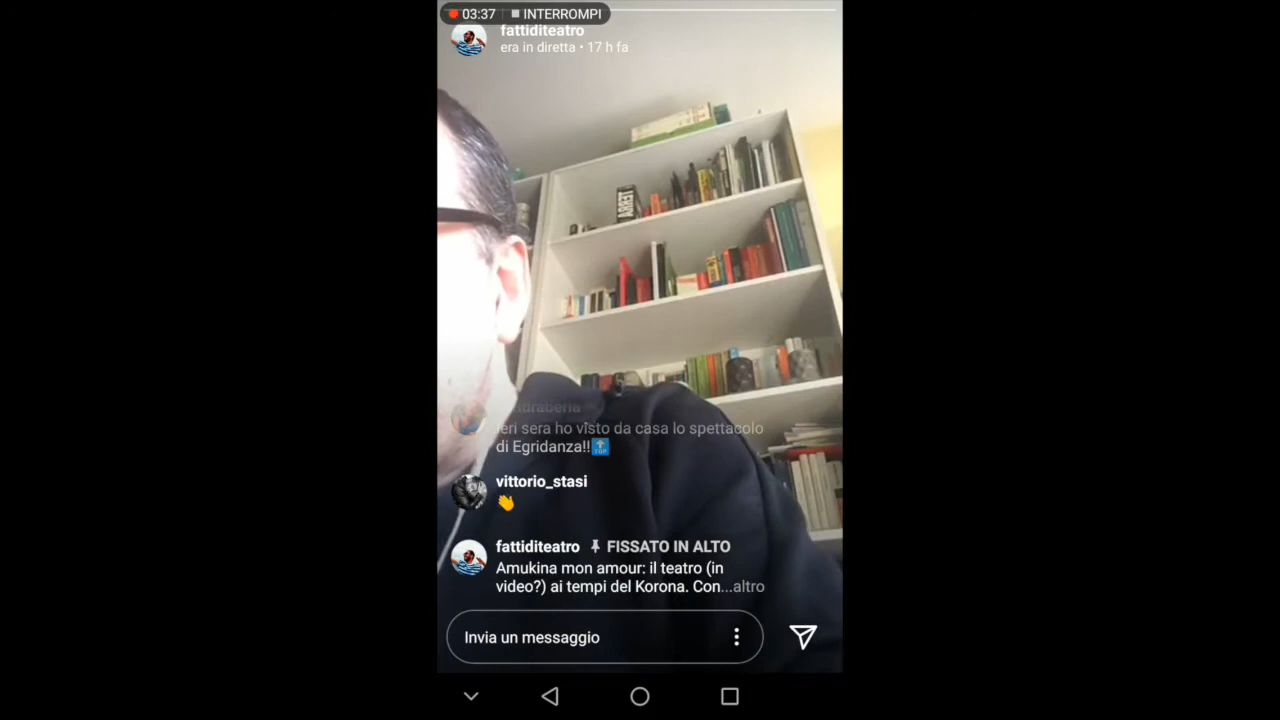 03:37 INTERROMPI
fattiditeatro
era in diretta • 17 h fa
ARRET
Ieri sera ho visto da casa lo spettacolo
di Egridanza!!🔝
vittorio_stasi
👏
fattiditeatro 📌 FISSATO IN ALTO
Amukina mon amour: il teatro (in
video?) ai tempi del Korona. Con...altro
Invia un messaggio